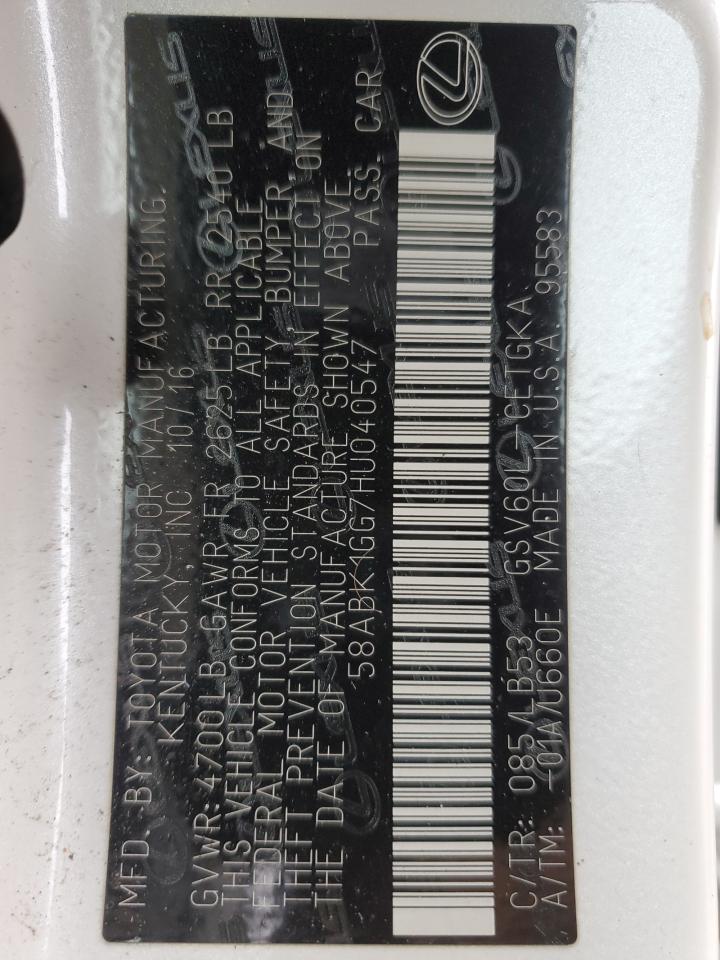 MFD. BY: TOYOTA MOTOR MANUFACTURING,
KENTUCKY, INC 10/16
GVWR: 4700 LB GAWR FR 2625 LB RR 2540 LB
THIS VEHICLE CONFORMS TO ALL APPLICABLE
FEDERAL MOTOR VEHICLE SAFETY, BUMPER, AND
THEFT PREVENTION STANDARDS IN EFFECT ON
THE DATE OF MANUFACTURE SHOWN ABOVE.
58ABK1GG7HU040547 PASS. CAR
C/TR: 085/LB53 GSV60L-CETGKA
A/TM: -01A/U660E MADE IN U.S.A. 95583